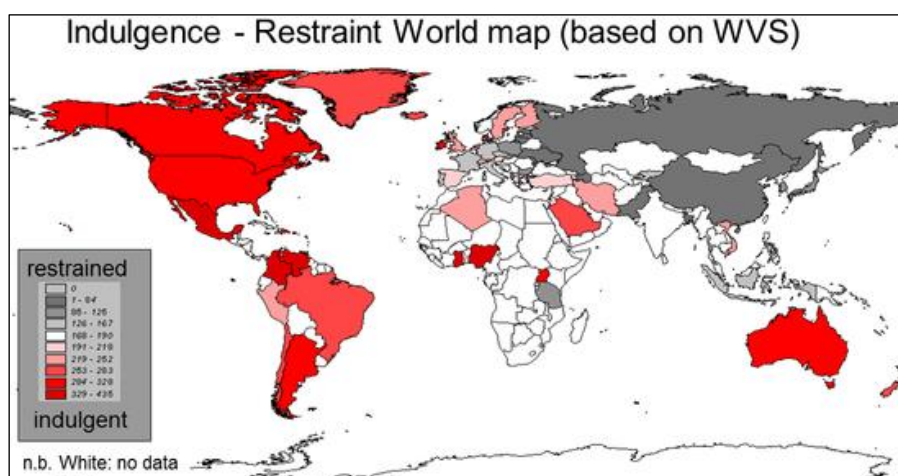 Indulgence - Restraint World map (based on WVS)
restrained
0
1 - 84
85 - 125
126 - 167
168 - 190
191 - 218
219 - 252
253 - 283
284 - 328
329 - 435
indulgent
n.b. White: no data